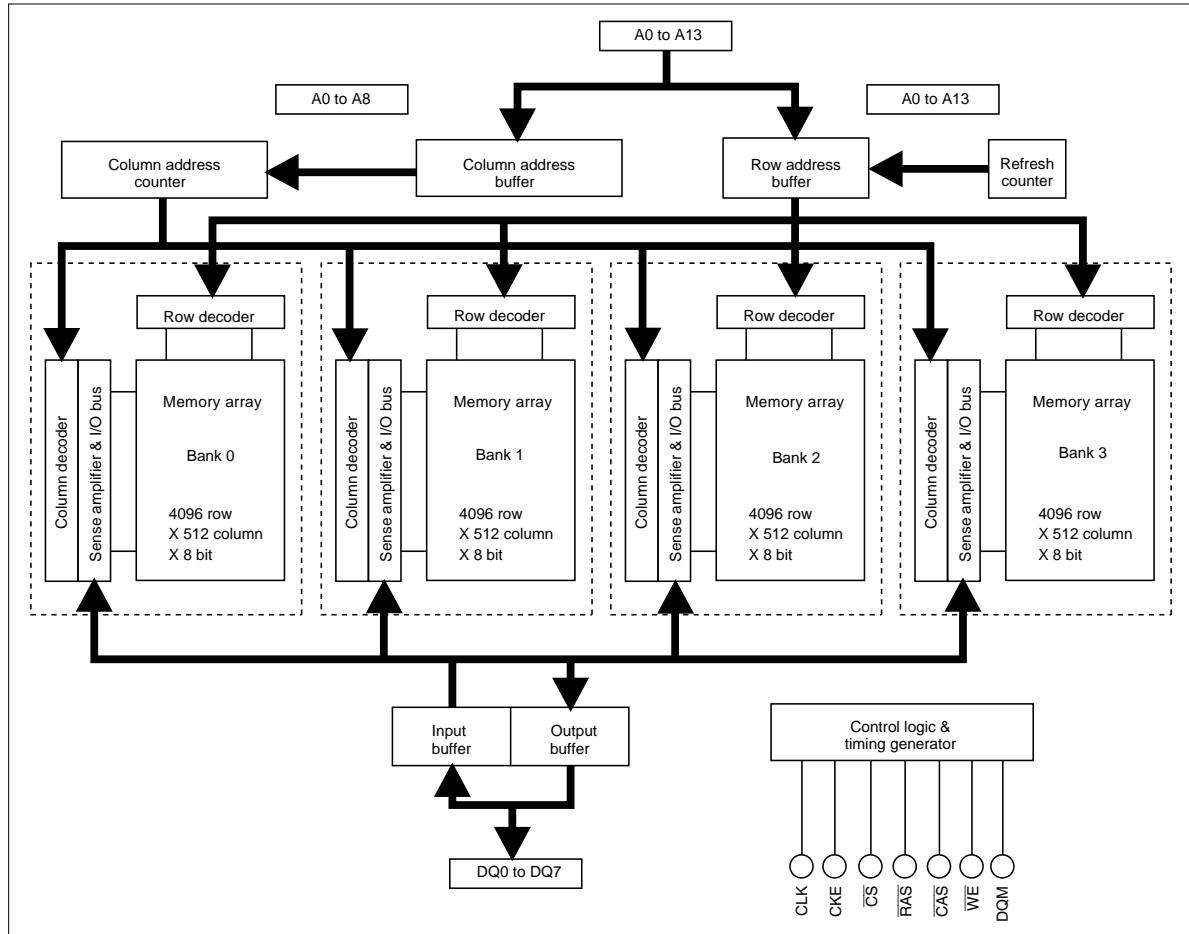 A0 to A13
A0 to A8
A0 to A13
Column address
counter
Column address
buffer
Row address
buffer
Refresh
counter
Row decoder
Column decoder
Sense amplifier & I/O bus
Memory array
Bank 0
4096 row
X 512 column
X 8 bit
Row decoder
Column decoder
Sense amplifier & I/O bus
Memory array
Bank 1
4096 row
X 512 column
X 8 bit
Row decoder
Column decoder
Sense amplifier & I/O bus
Memory array
Bank 2
4096 row
X 512 column
X 8 bit
Row decoder
Column decoder
Sense amplifier & I/O bus
Memory array
Bank 3
4096 row
X 512 column
X 8 bit
Input
buffer
Output
buffer
DQ0 to DQ7
Control logic &
timing generator
CLK
CKE
C̅S̅
R̅A̅S̅
C̅A̅S̅
W̅E̅
DQM